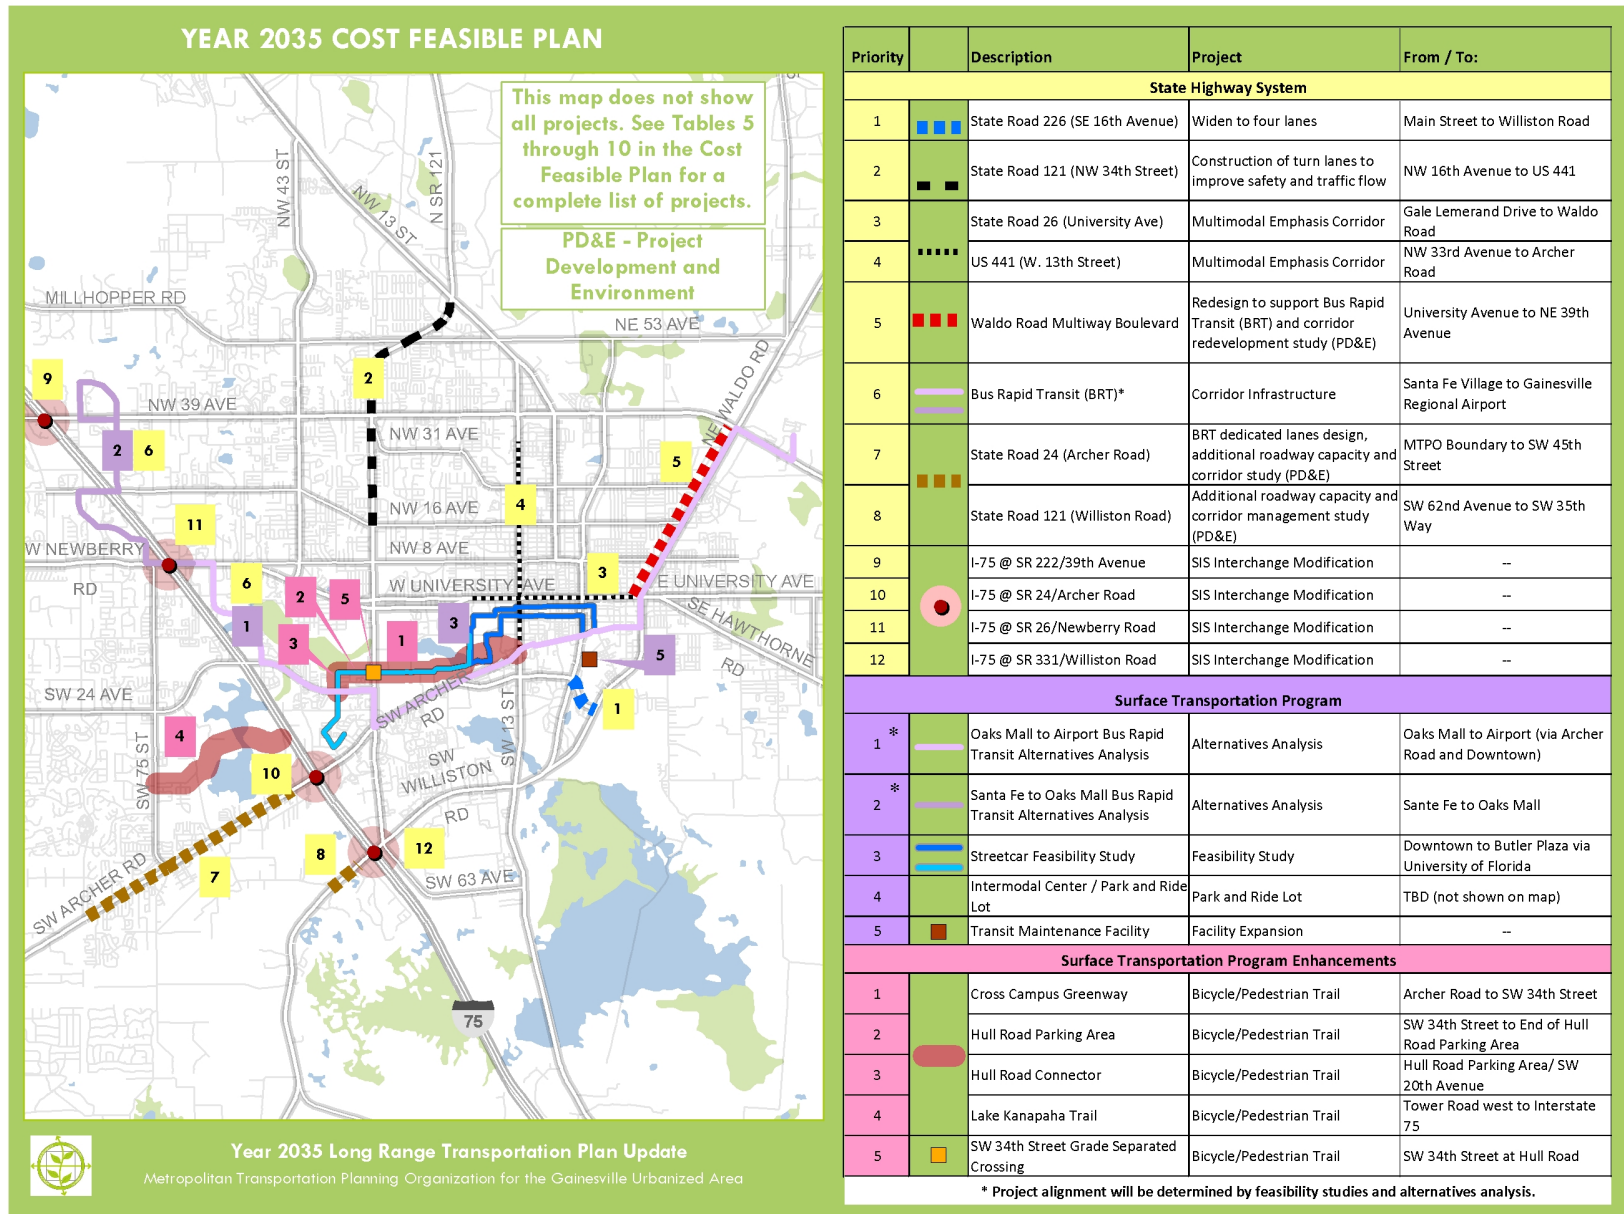 YEAR 2035 COST FEASIBLE PLAN
This map does not show
all projects. See Tables 5
through 10 in the Cost
Feasible Plan for a
complete list of projects.
PD&E - Project
Development and
Environment
NW 43 ST
NW 13 ST
N SR 121
MILLHOPPER RD
NE 53 AVE
NE WALDO RD
9
2
NW 39 AVE
NW 31 AVE
2
6
5
4
11
NW 16 AVE
W NEWBERRY
RD
NW 8 AVE
6
W UNIVERSITY AVE
3
E UNIVERSITY AVE
2
5
1
3
1
3
SE HAWTHORNE
RD
5
SW 24 AVE
SW ARCHER
RD
SW 13 ST
1
4
SW 75 ST
10
SW
WILLISTON
RD
8
12
7
SW ARCHER RD
SW 63 AVE
75
Year 2035 Long Range Transportation Plan Update
Metropolitan Transportation Planning Organization for the Gainesville Urbanized Area
Priority Description Project From / To:
State Highway System
1 State Road 226 (SE 16th Avenue) Widen to four lanes Main Street to Williston Road
2 State Road 121 (NW 34th Street) Construction of turn lanes to
improve safety and traffic flow NW 16th Avenue to US 441
3 State Road 26 (University Ave) Multimodal Emphasis Corridor Gale Lemerand Drive to Waldo
Road
4 US 441 (W. 13th Street) Multimodal Emphasis Corridor NW 33rd Avenue to Archer
Road
5 Waldo Road Multiway Boulevard Redesign to support Bus Rapid
Transit (BRT) and corridor
redevelopment study (PD&E) University Avenue to NE 39th
Avenue
6 Bus Rapid Transit (BRT)* Corridor Infrastructure Santa Fe Village to Gainesville
Regional Airport
7 State Road 24 (Archer Road) BRT dedicated lanes design,
additional roadway capacity and
corridor study (PD&E) MTPO Boundary to SW 45th
Street
8 State Road 121 (Williston Road) Additional roadway capacity and
corridor management study
(PD&E) SW 62nd Avenue to SW 35th
Way
9 I-75 @ SR 222/39th Avenue SIS Interchange Modification --
10 I-75 @ SR 24/Archer Road SIS Interchange Modification --
11 I-75 @ SR 26/Newberry Road SIS Interchange Modification --
12 I-75 @ SR 331/Williston Road SIS Interchange Modification --
Surface Transportation Program
1 * Oaks Mall to Airport Bus Rapid
Transit Alternatives Analysis Alternatives Analysis Oaks Mall to Airport (via Archer
Road and Downtown)
2 * Santa Fe to Oaks Mall Bus Rapid
Transit Alternatives Analysis Alternatives Analysis Sante Fe to Oaks Mall
3 Streetcar Feasibility Study Feasibility Study Downtown to Butler Plaza via
University of Florida
4 Intermodal Center / Park and Ride
Lot Park and Ride Lot TBD (not shown on map)
5 Transit Maintenance Facility Facility Expansion --
Surface Transportation Program Enhancements
1 Cross Campus Greenway Bicycle/Pedestrian Trail Archer Road to SW 34th Street
2 Hull Road Parking Area Bicycle/Pedestrian Trail SW 34th Street to End of Hull
Road Parking Area
3 Hull Road Connector Bicycle/Pedestrian Trail Hull Road Parking Area/ SW
20th Avenue
4 Lake Kanapaha Trail Bicycle/Pedestrian Trail Tower Road west to Interstate
75
5 SW 34th Street Grade Separated
Crossing Bicycle/Pedestrian Trail SW 34th Street at Hull Road
* Project alignment will be determined by feasibility studies and alternatives analysis.